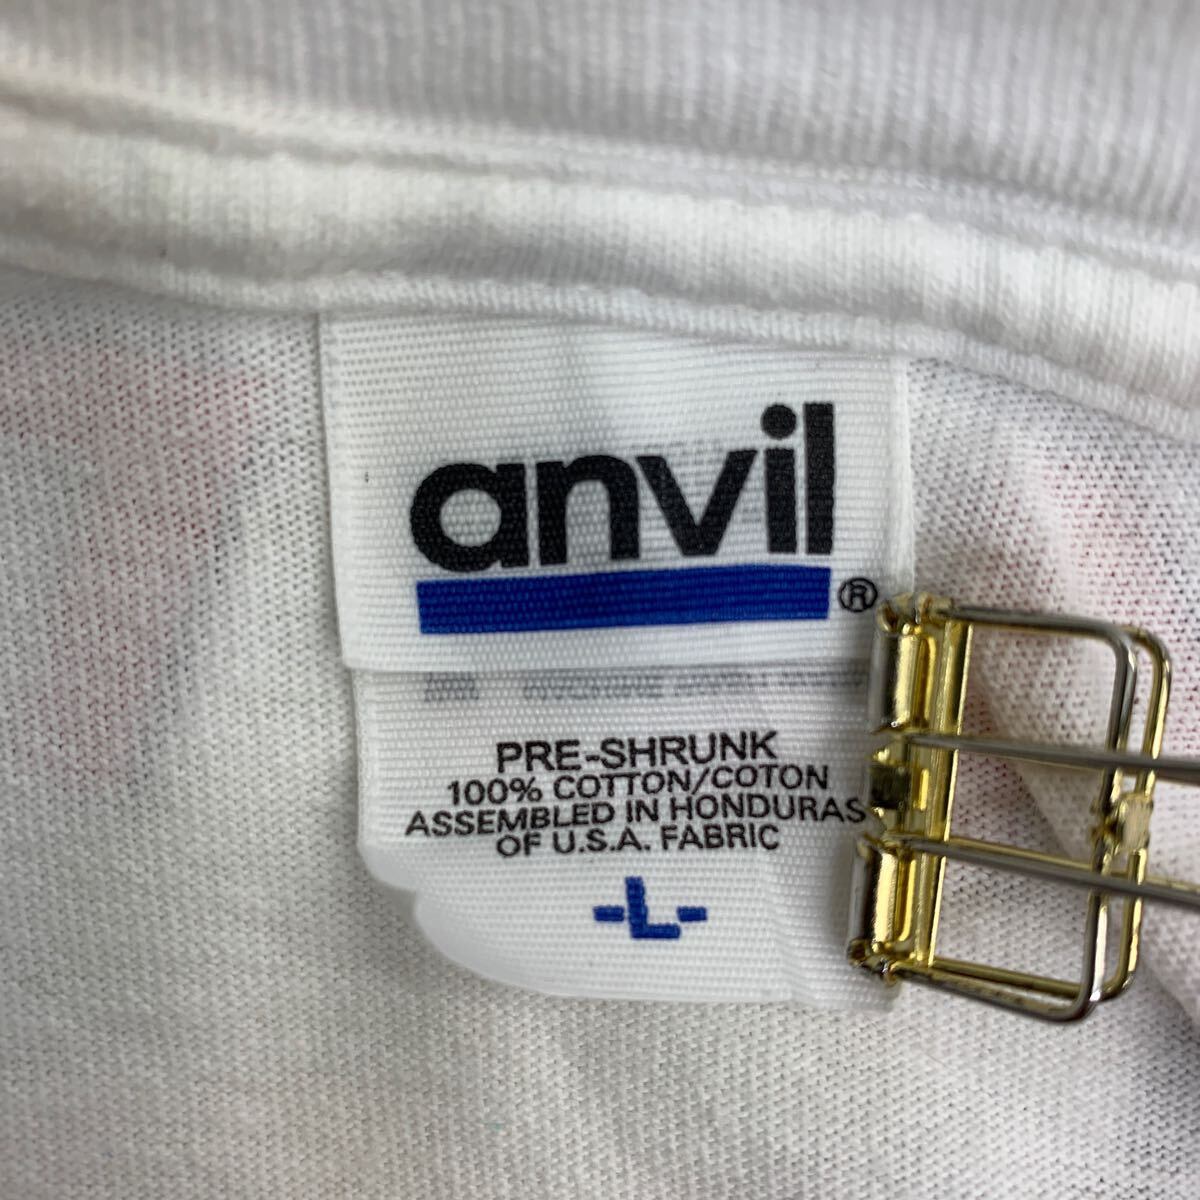 anvil
®
PRE-SHRUNK
100% COTTON/COTON
ASSEMBLED IN HONDURAS
OF U.S.A. FABRIC
-L-